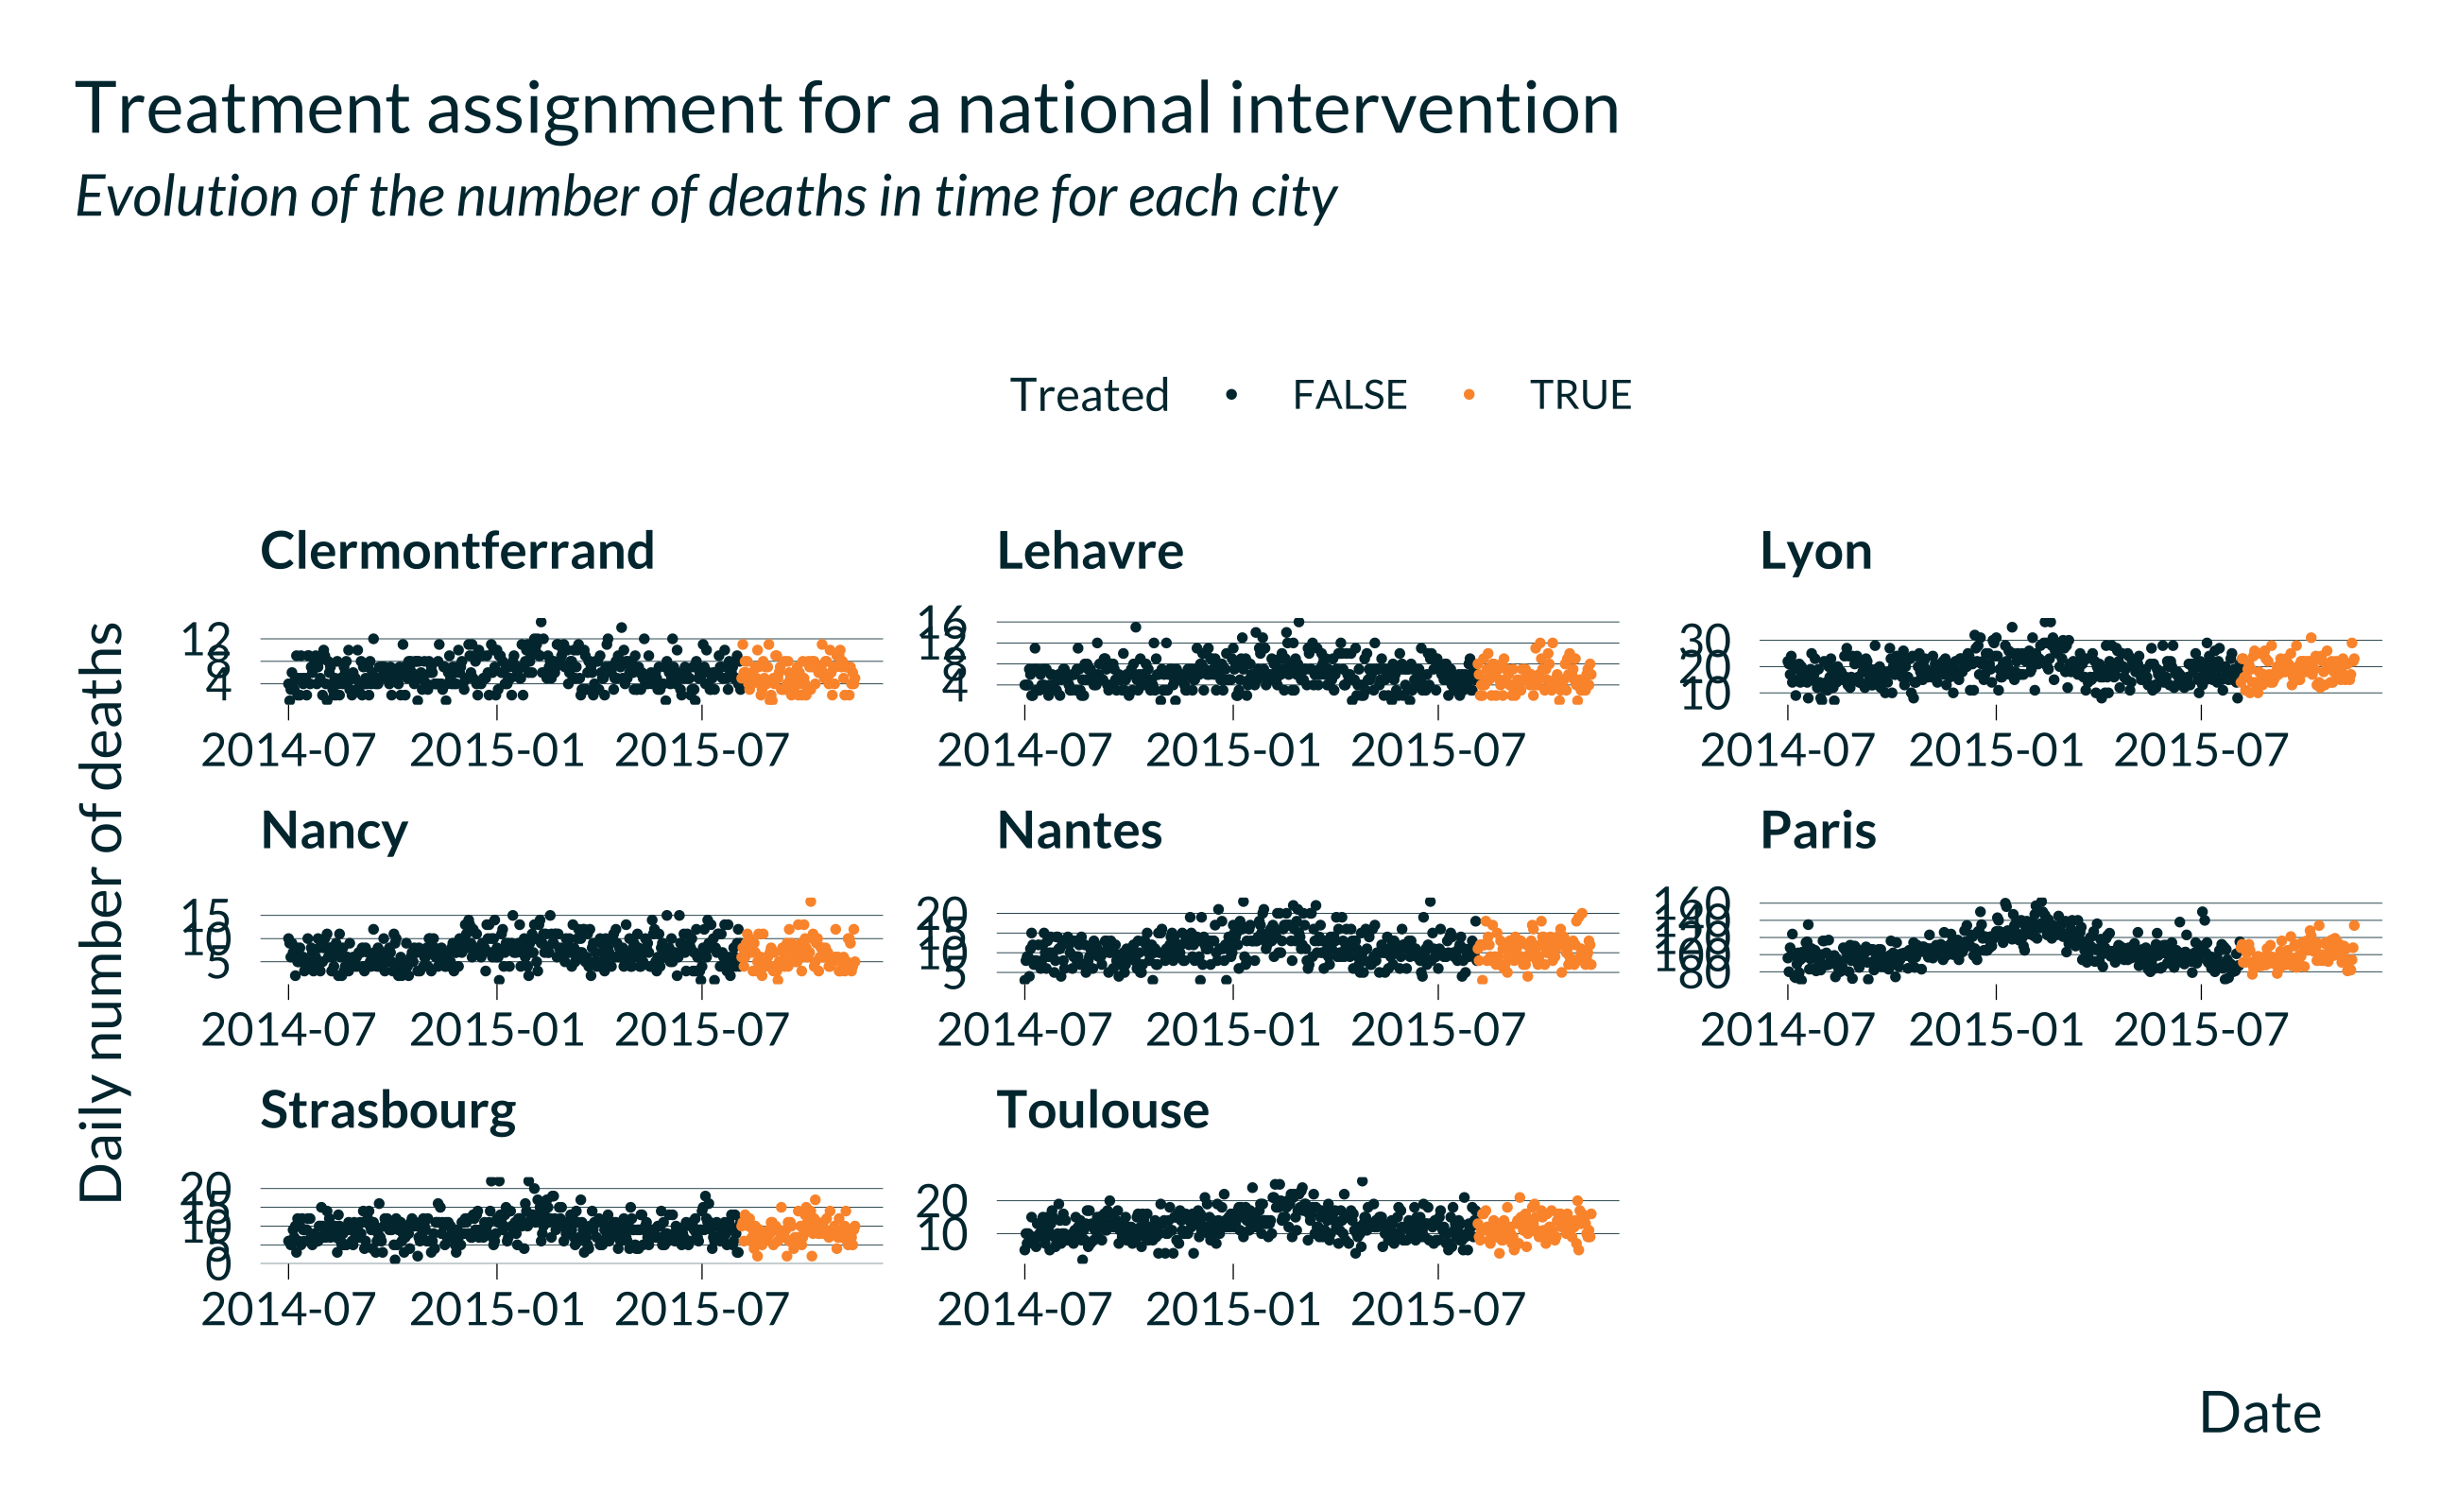 Treatment assignment for a national intervention
Evolution of the number of deaths in time for each city
Treated FALSE TRUE
Daily number of deaths
Clermontferrand Lehavre Lyon
12 16 30
8 12 20
4 8 10
4
2014-07 2015-01 2015-07 2014-07 2015-01 2015-07 2014-07 2015-01 2015-07
Nancy Nantes Paris
15 20 160
10 15 140
5 10 120
5 100
80
2014-07 2015-01 2015-07 2014-07 2015-01 2015-07 2014-07 2015-01 2015-07
Strasbourg Toulouse
20 20
15 10
10
5
0
2014-07 2015-01 2015-07 2014-07 2015-01 2015-07
Date